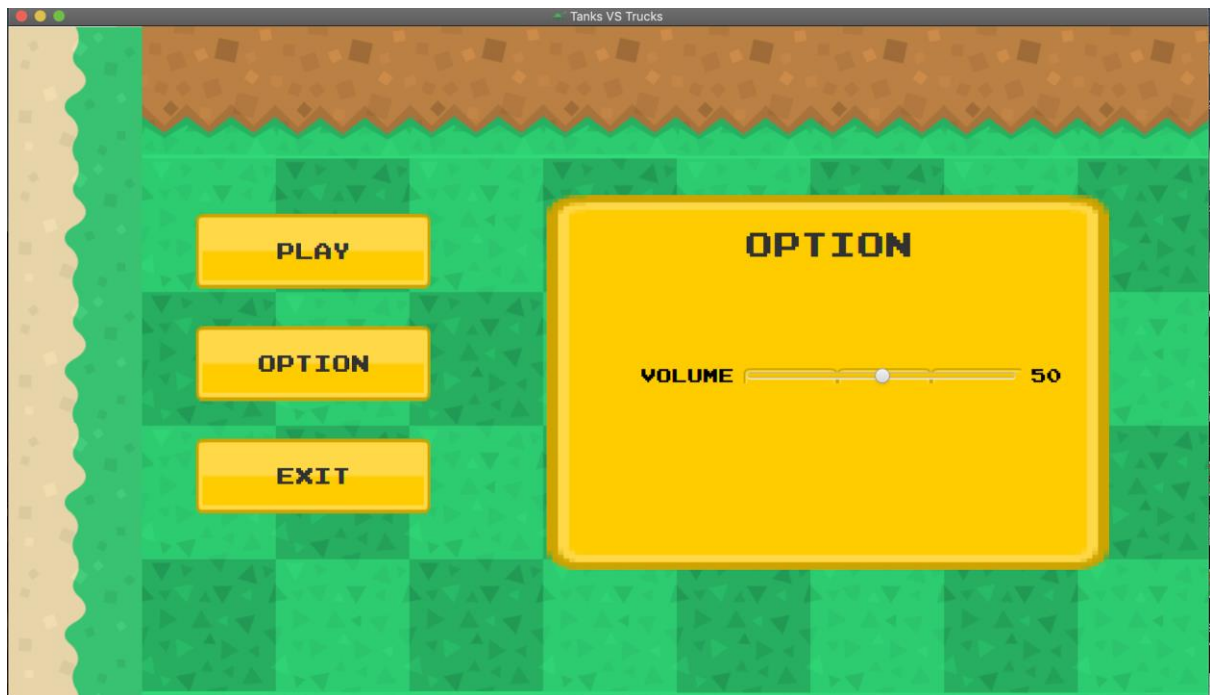 Tanks VS Trucks
PLAY
OPTION
EXIT
OPTION
VOLUME 50